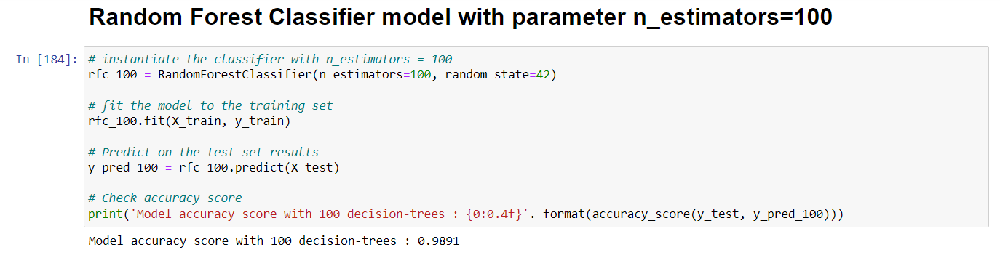 Random Forest Classifier model with parameter n_estimators=100
In [184]:
# instantiate the classifier with n_estimators = 100
rfc_100 = RandomForestClassifier(n_estimators=100, random_state=42)
# fit the model to the training set
rfc_100.fit(X_train, y_train)
# Predict on the test set results
y_pred_100 = rfc_100.predict(X_test)
# Check accuracy score
print('Model accuracy score with 100 decision-trees : {0:0.4f}'. format(accuracy_score(y_test, y_pred_100)))
Model accuracy score with 100 decision-trees : 0.9891